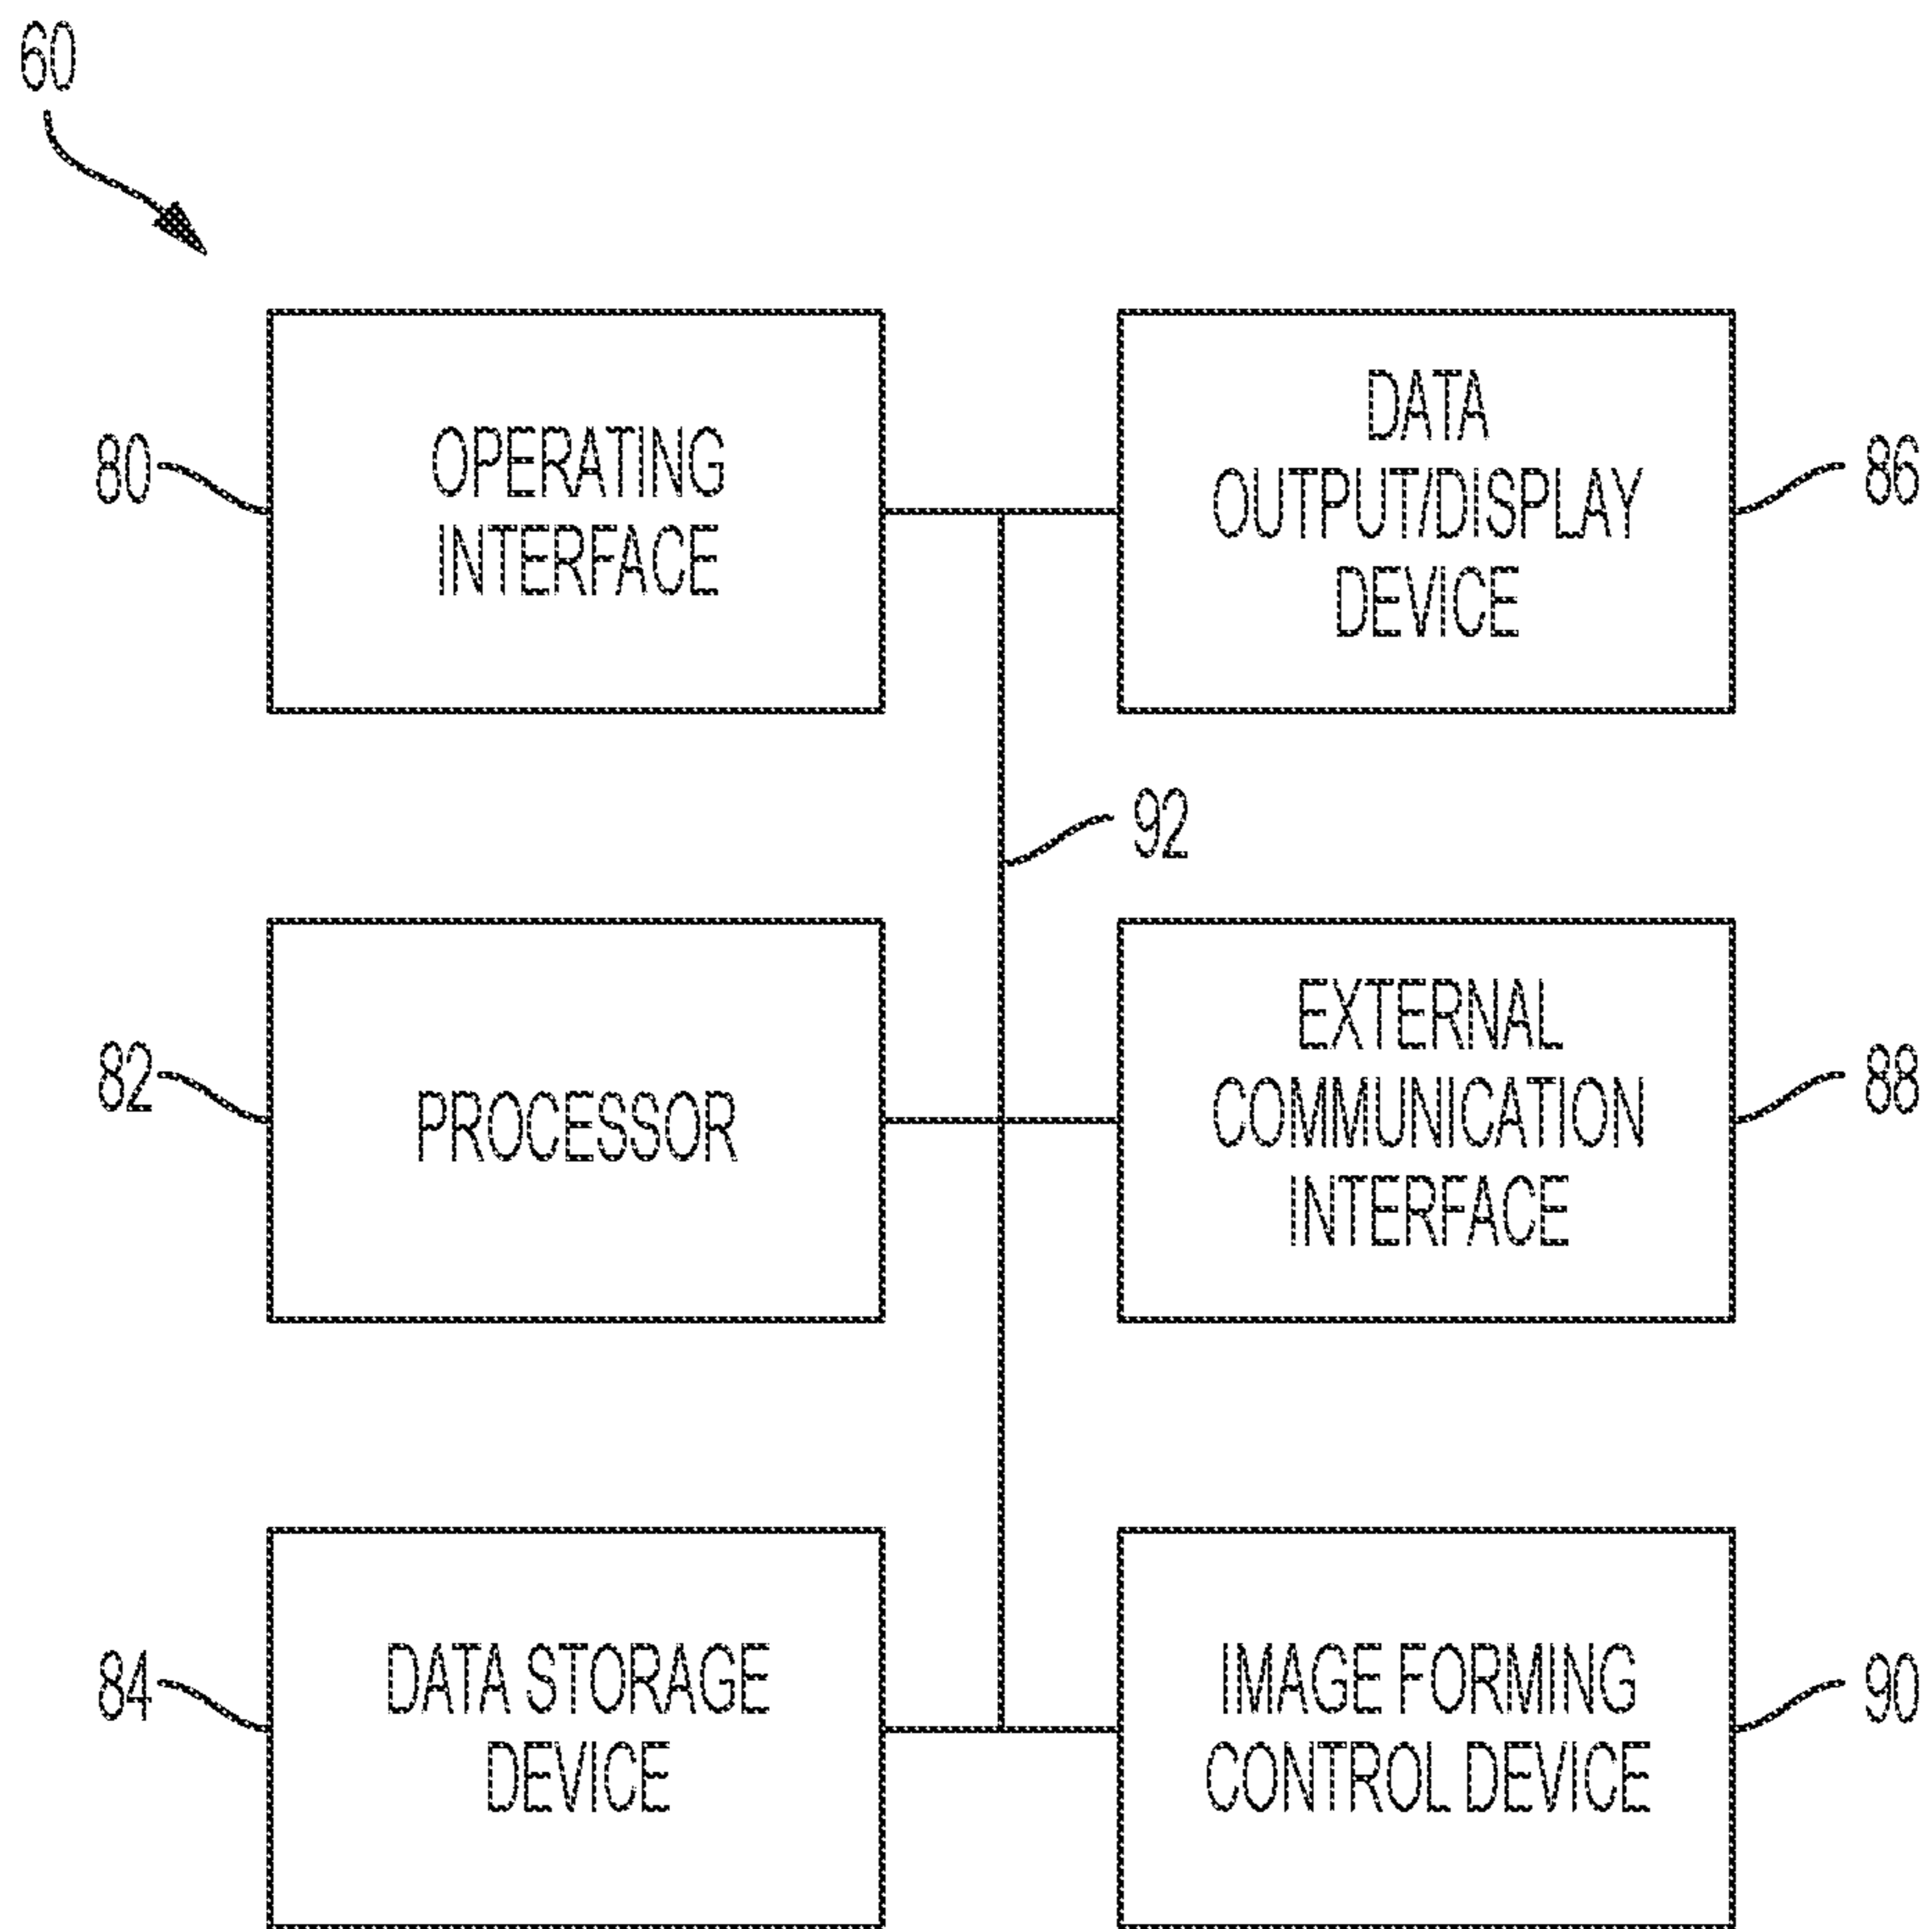 60
80
OPERATING
INTERFACE
DATA
OUTPUT/DISPLAY
DEVICE
86
92
82
PROCESSOR
EXTERNAL
COMMUNICATION
INTERFACE
88
84
DATA STORAGE
DEVICE
IMAGE FORMING
CONTROL DEVICE
90